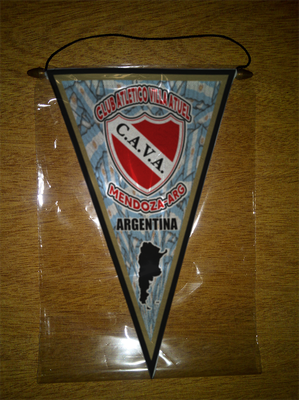 CLUB ATLETICO VILLA ATUEL
C.A.V.A.
MENDOZA-ARG
ARGENTINA